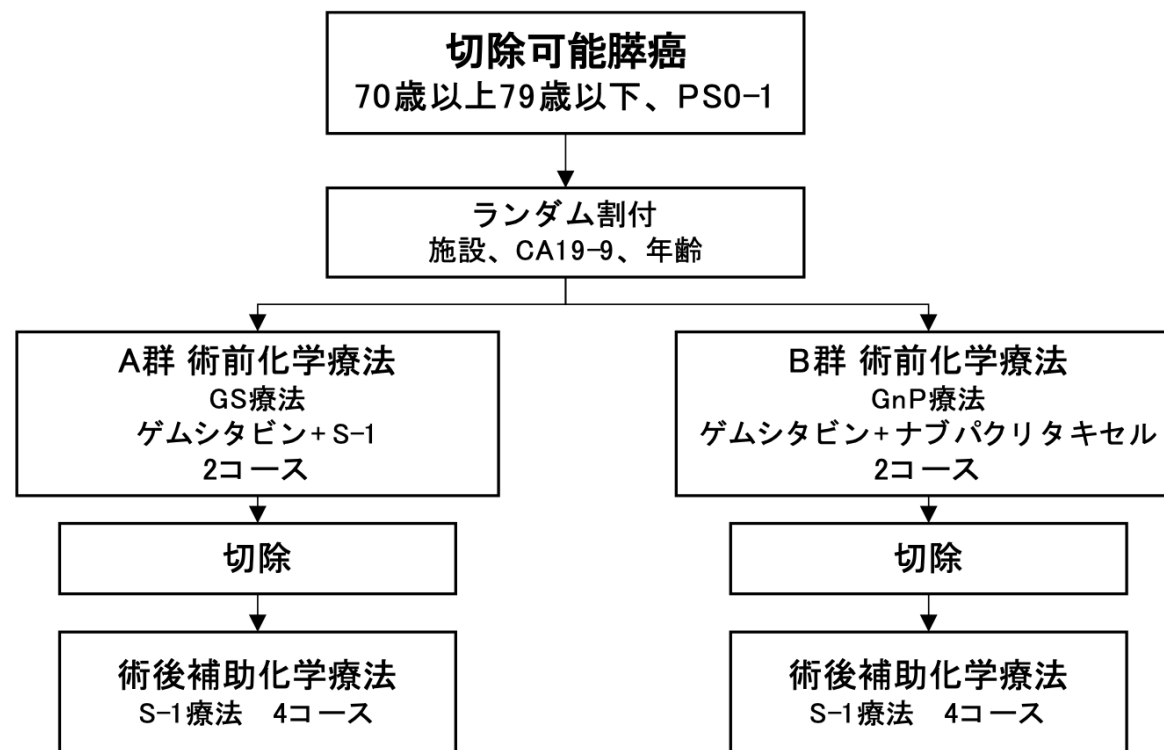 切除可能膵癌
70歳以上79歳以下、PS0-1
ランダム割付
施設、CA19-9、年齢
A群 術前化学療法
GS療法
ゲムシタビン+S-1
2コース
B群 術前化学療法
GnP療法
ゲムシタビン+ナブパクリタキセル
2コース
切除
切除
術後補助化学療法
S-1療法　4コース
術後補助化学療法
S-1療法　4コース